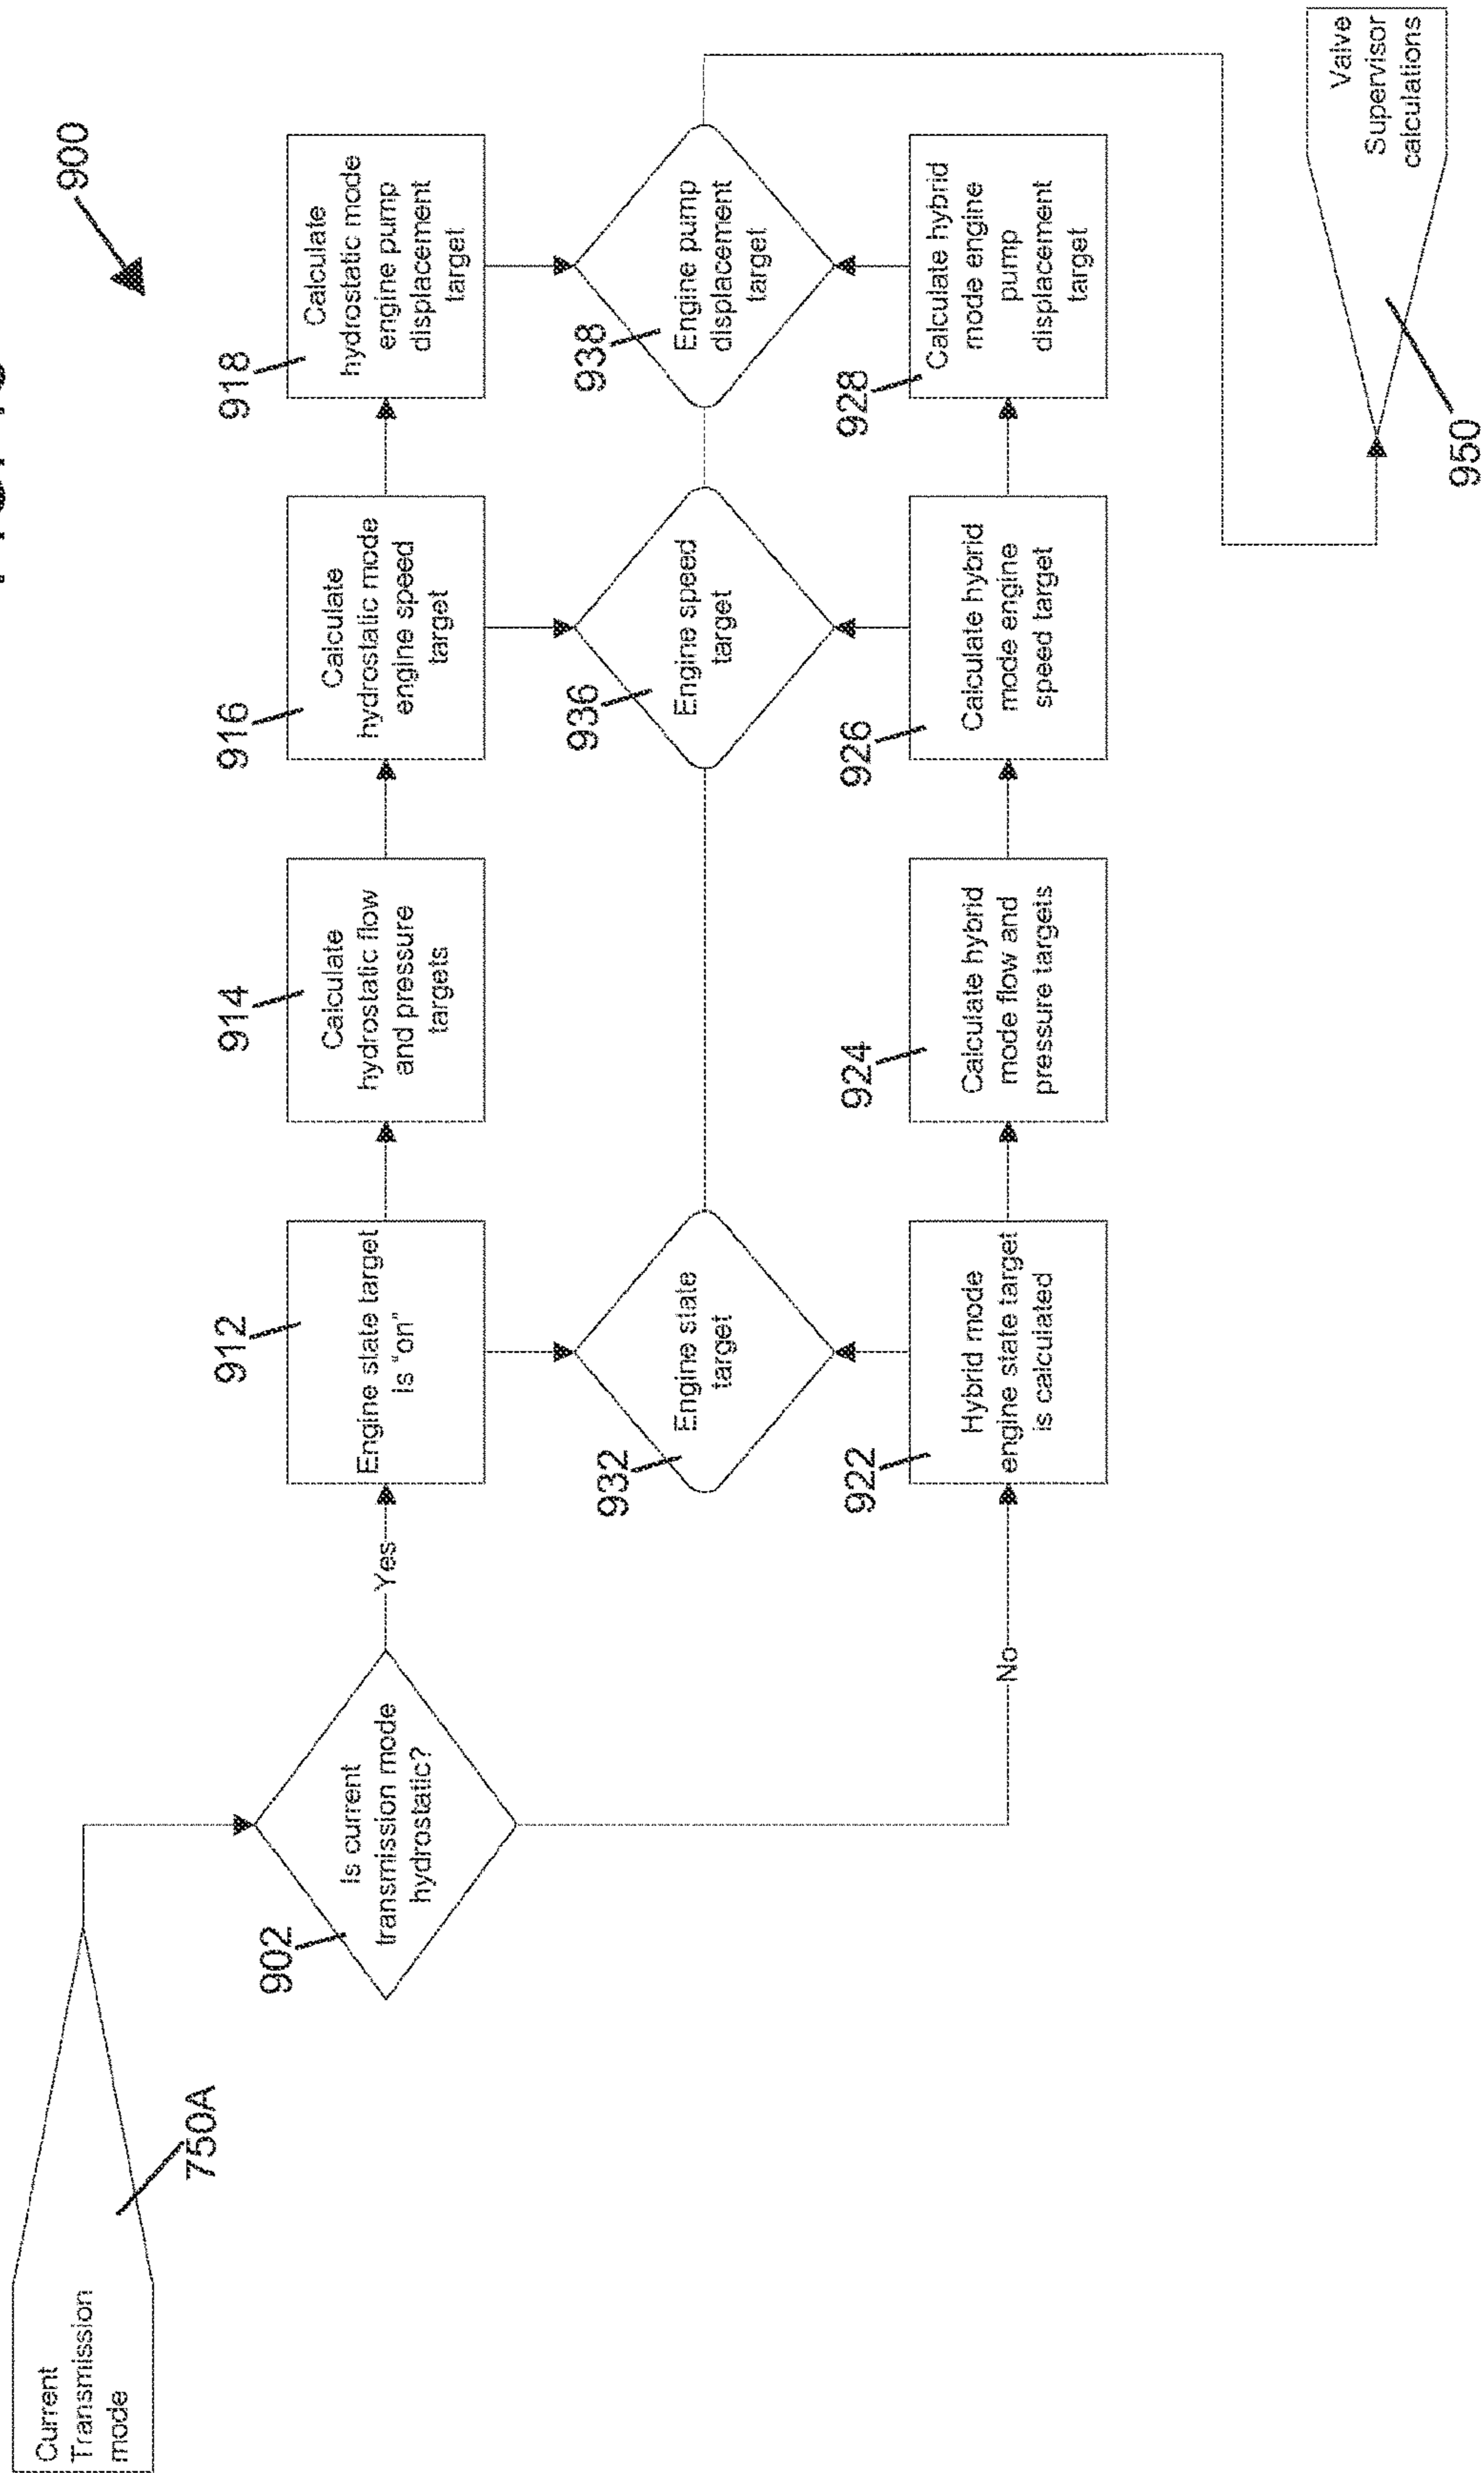 900
Current
Transmission
mode
750A
902
Is current
transmission mode
hydrostatic?
Yes
No
912
Engine state target
is "on"
914
Calculate
hydrostatic flow
and pressure
targets
916
Calculate
hydrostatic mode
engine speed
target
918
Calculate
hydrostatic mode
engine pump
displacement
target
932
Engine state
target
936
Engine speed
target
938
Engine pump
displacement
target
922
Hybrid mode
engine state target
is calculated
924
Calculate hybrid
mode flow and
pressure targets
926
Calculate hybrid
mode engine
speed target
928
Calculate hybrid
mode engine
pump
displacement
target
Valve
Supervisor
calculations
950